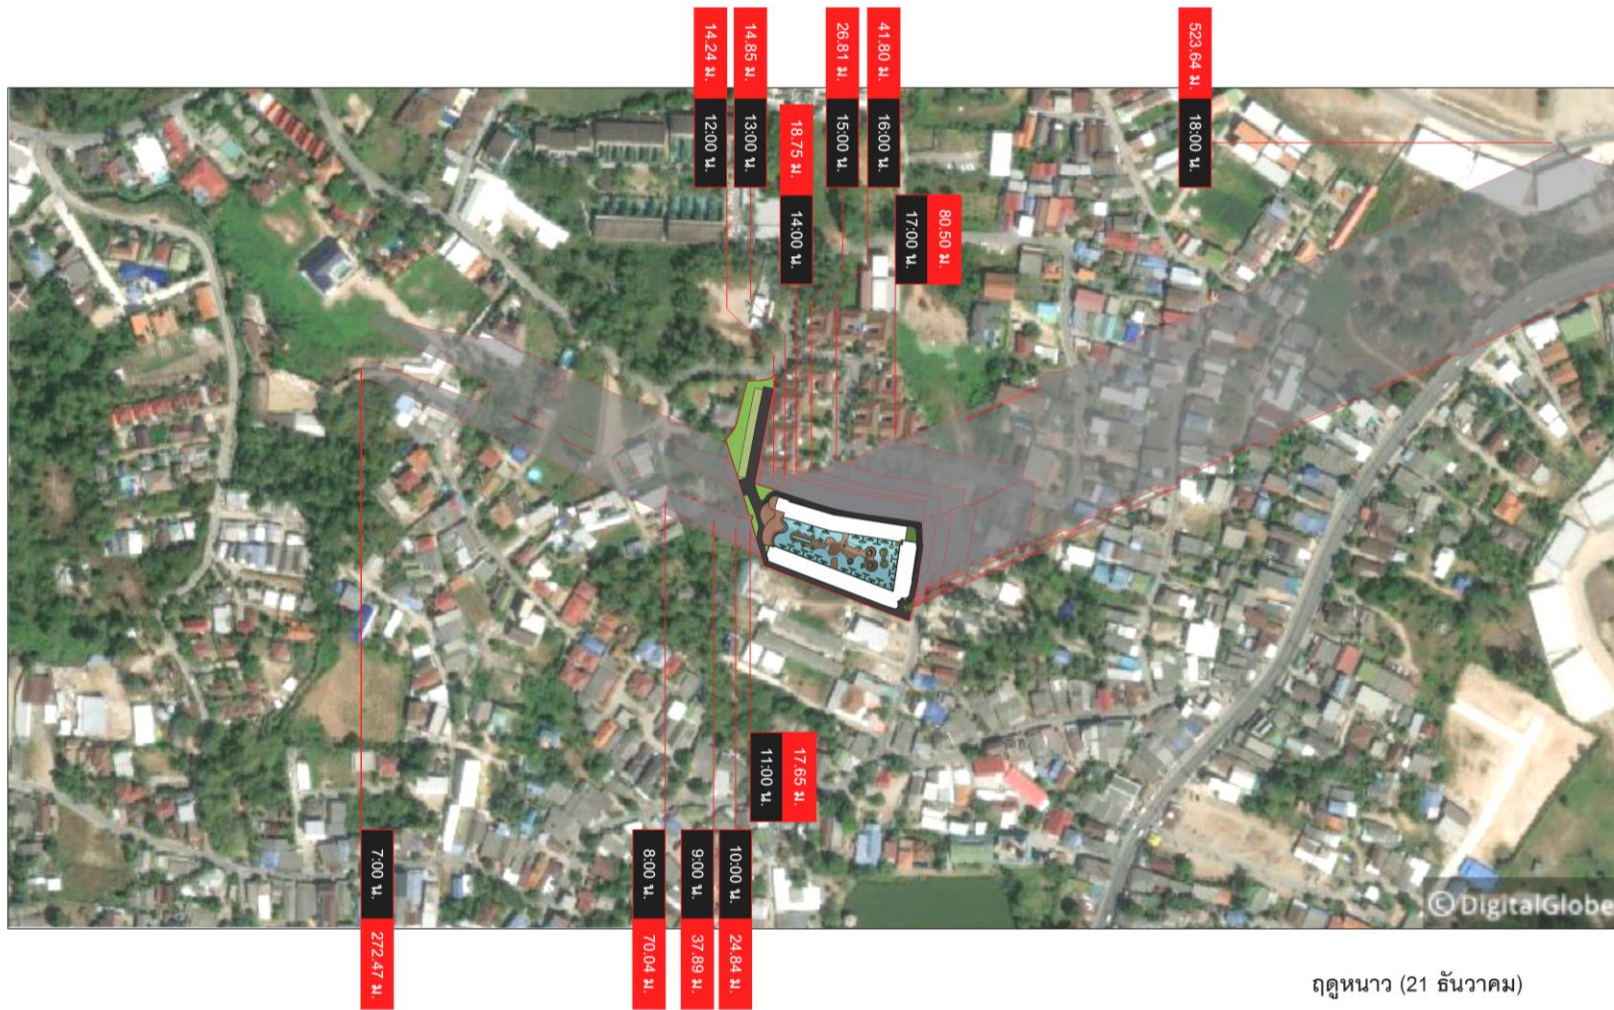 14.24 ม. 12:00 น.
14.85 ม. 13:00 น.
18.75 ม.
14:00 น.
26.81 ม. 15:00 น.
41.80 ม. 16:00 น.
80.50 ม.
17:00 น.
523.64 ม. 18:00 น.
17.65 ม.
11:00 น.
7:00 น. 272.47 ม.
8:00 น. 70.04 ม.
9:00 น. 37.89 ม.
10:00 น. 24.84 ม.
© DigitalGlobe
ฤดูหนาว (21 ธันวาคม)